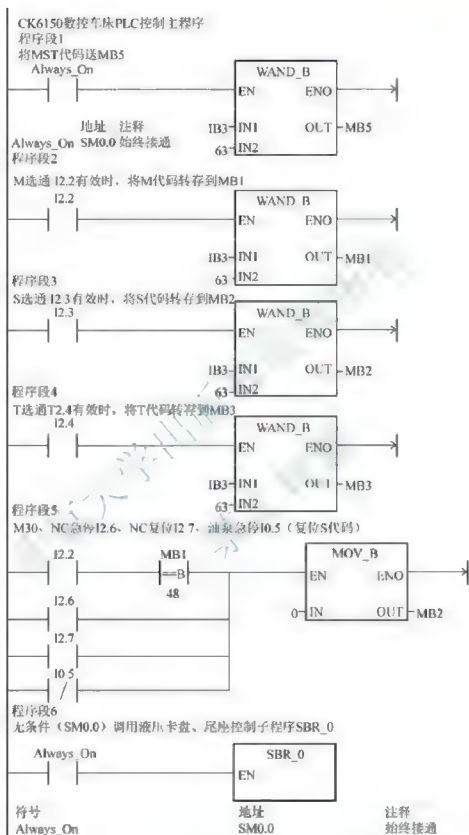 CK6150数控车床PLC控制主程序
程序段1
将MST代码送MB5
Always_On
WAND_B
EN ENO
IB3 IN1 OUT MB5
63 IN2
地址 注释
Always_On SM0.0 始终接通
程序段2
M选通 I2.2有效时，将M代码转存到MB1
I2.2
WAND_B
EN ENO
IB3 IN1 OUT MB1
63 IN2
程序段3
S选通 I2.3有效时，将S代码转存到MB2
I2.3
WAND_B
EN ENO
IB3 IN1 OUT MB2
63 IN2
程序段4
T选通T2.4有效时，将T代码转存到MB3
I2.4
WAND_B
EN ENO
IB3 IN1 OUT MB3
63 IN2
程序段5
M30、NC急停I2.6、NC复位I2.7、油泵急停I0.5（复位S代码）
I2.2 MB1
==B
48
MOV_B
EN ENO
0 IN OUT MB2
I2.6
I2.7
I0.5
程序段6
无条件（SM0.0）调用液压卡盘、尾座控制子程序SBR_0
Always_On
SBR_0
EN
符号 地址 注释
Always_On SM0.0 始终接通